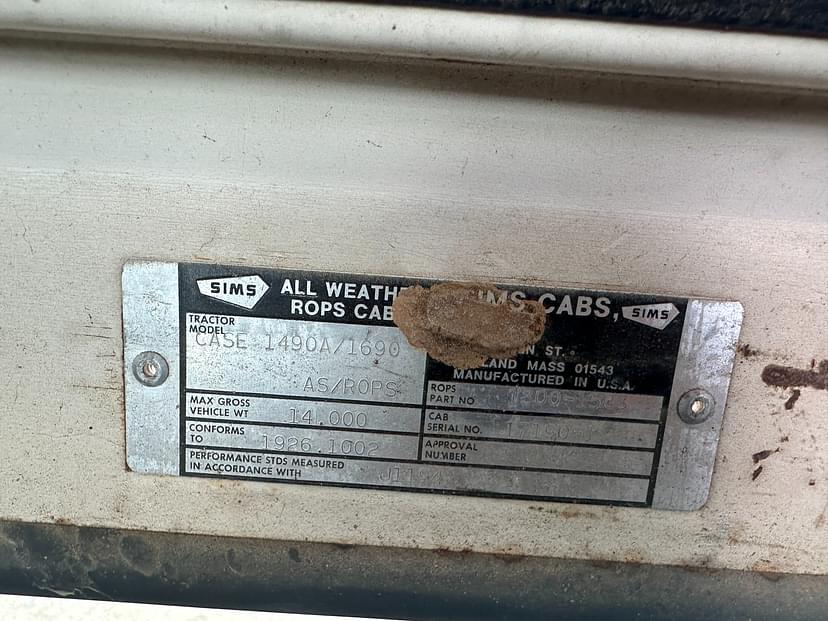 SIMS
ALL WEATH
ROPS CAB
SIMS CABS,
SIMS
ST.
LAND MASS 01543
MANUFACTURED IN U.S.A.
TRACTOR
MODEL
CASE 1490A/1690
AS/ROPS
ROPS
PART NO
MAX GROSS
VEHICLE WT
14.000
CAB
SERIAL NO.
CONFORMS
TO
1926.1002
APPROVAL
NUMBER
PERFORMANCE STDS MEASURED
IN ACCORDANCE WITH